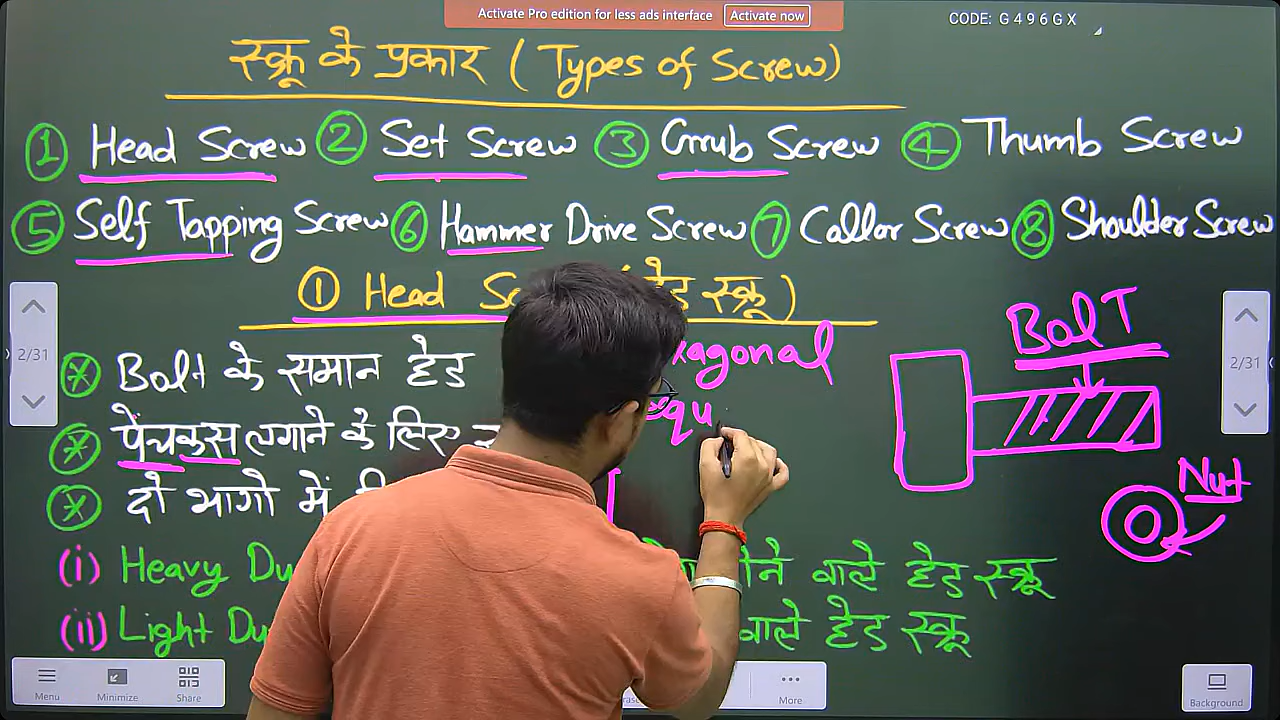 Activate Pro edition for less ads interface Activate now
CODE: G496GX
स्क्रू के प्रकार (Types of Screw)
① Head Screw ② Set Screw ③ Grub Screw ④ Thumb Screw
⑤ Self Tapping Screw ⑥ Hammer Drive Screw ⑦ Collar Screw ⑧ Shoulder Screw
① Head स्क्रू)
BolT
xagonal
* Bolt के समान हेड
equ
* पेंचकस लगाने के लिए
Nut
* दो भागो में
(i) Heavy Du वाले हेड स्क्रू
(ii) Light Du वाले हेड स्क्रू
2/31
2/31
Menu Minimize Share More Background